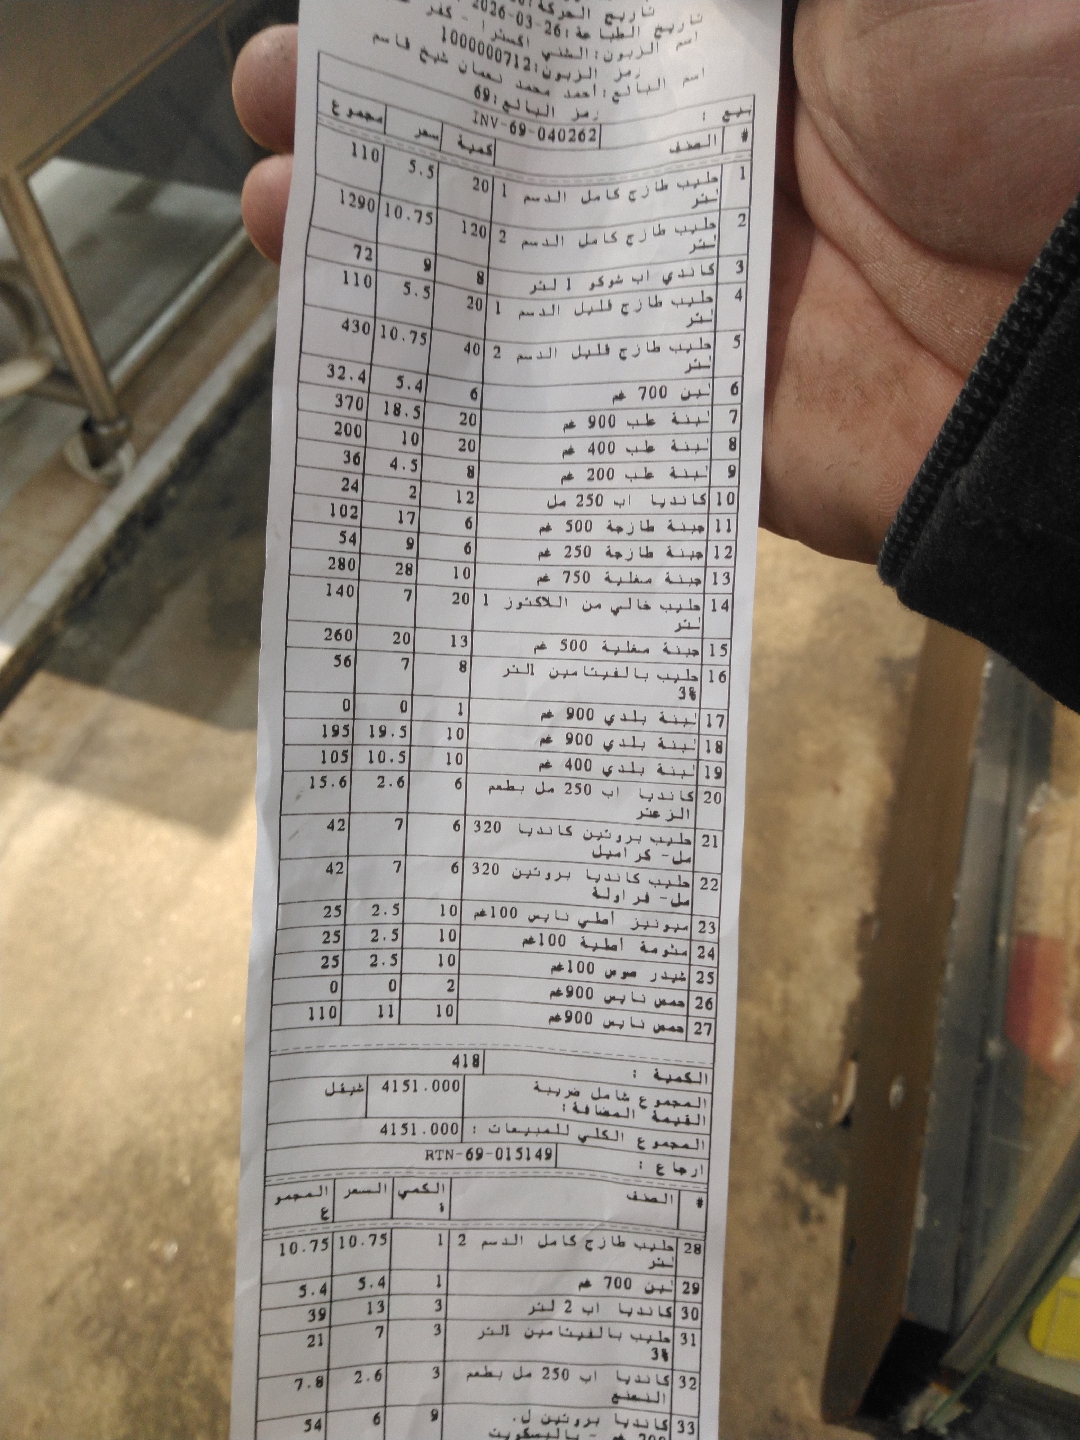 تاريخ الحركة:
تاريخ الطباعة: 2026-03-26
اسم الزبون: الشني اكسترا - كفر
رمز الزبون: 1000000712
اسم البائع: أحمد محمد نعمان شيخ قاسم
رمز البائع: 69
بيع : INV-69-040262
# الصنف كمية سعر مجموع
1 حليب طازج كامل الدسم 1 لتر 20 5.5 110
2 حليب طازج كامل الدسم 2 لتر 120 10.75 1290
3 كاندي اب شوكو 1 لتر 8 9 72
4 حليب طازج قليل الدسم 1 لتر 20 5.5 110
5 حليب طازج قليل الدسم 2 لتر 40 10.75 430
6 لبن 700 غم 6 5.4 32.4
7 لبنة علب 900 غم 20 18.5 370
8 لبنة علب 400 غم 20 10 200
9 لبنة علب 200 غم 8 4.5 36
10 كانديا اب 250 مل 12 2 24
11 جبنة طازجة 500 غم 6 17 102
12 جبنة طازجة 250 غم 6 9 54
13 جبنة مغلية 750 غم 10 28 280
14 حليب خالي من اللاكتوز 1 لتر 20 7 140
15 جبنة مغلية 500 غم 13 20 260
16 حليب بالفيتامين 1لتر 3% 8 7 56
17 لبنة بلدي 900 غم 1 0 0
18 لبنة بلدي 900 غم 10 19.5 195
19 لبنة بلدي 400 غم 10 10.5 105
20 كانديا اب 250 مل بطعم الزعتر 6 2.6 15.6
21 حليب بروتين كانديا 320 مل- كراميل 6 7 42
22 حليب كانديا بروتين 320 مل- فراولة 6 7 42
23 ميونيز أطلي نايس 100غم 10 2.5 25
24 مثومة أطلية 100غم 10 2.5 25
25 شيدر صوص 100غم 10 2.5 25
26 حمص نايس 900غم 2 0 0
27 حمص نايس 900غم 10 11 110
الكمية : 418
المجموع شامل ضريبة القيمة المضافة: 4151.000 شيقل
المجموع الكلي للمبيعات : 4151.000
ارجاع : RTN-69-015149
# الصنف الكمية السعر المجموع
28 حليب طازج كامل الدسم 2 لتر 1 10.75 10.75
29 لبن 700 غم 1 5.4 5.4
30 كانديا اب 2 لتر 3 13 39
31 حليب بالفيتامين 1لتر 3% 3 7 21
32 كانديا اب 250 مل بطعم النعنع 3 2.6 7.8
33 كانديا بروتين ل. 200 غم - بالبسكويت 9 6 54